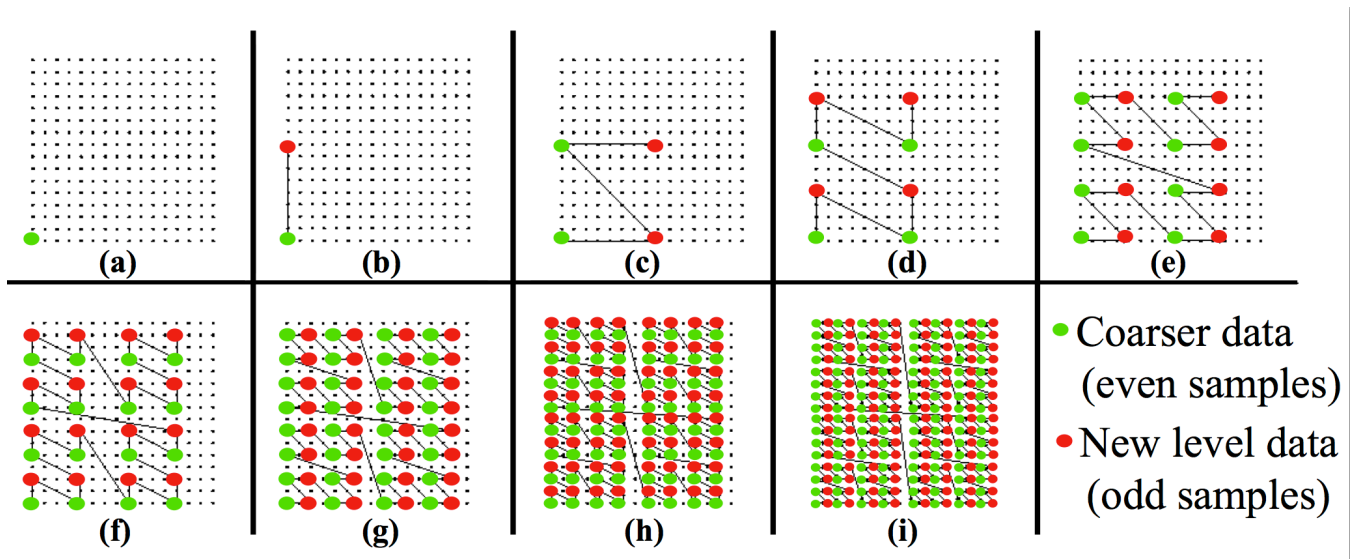 (a)
(b)
(c)
(d)
(e)
(f)
(g)
(h)
(i)
Coarser data
(even samples)
New level data
(odd samples)